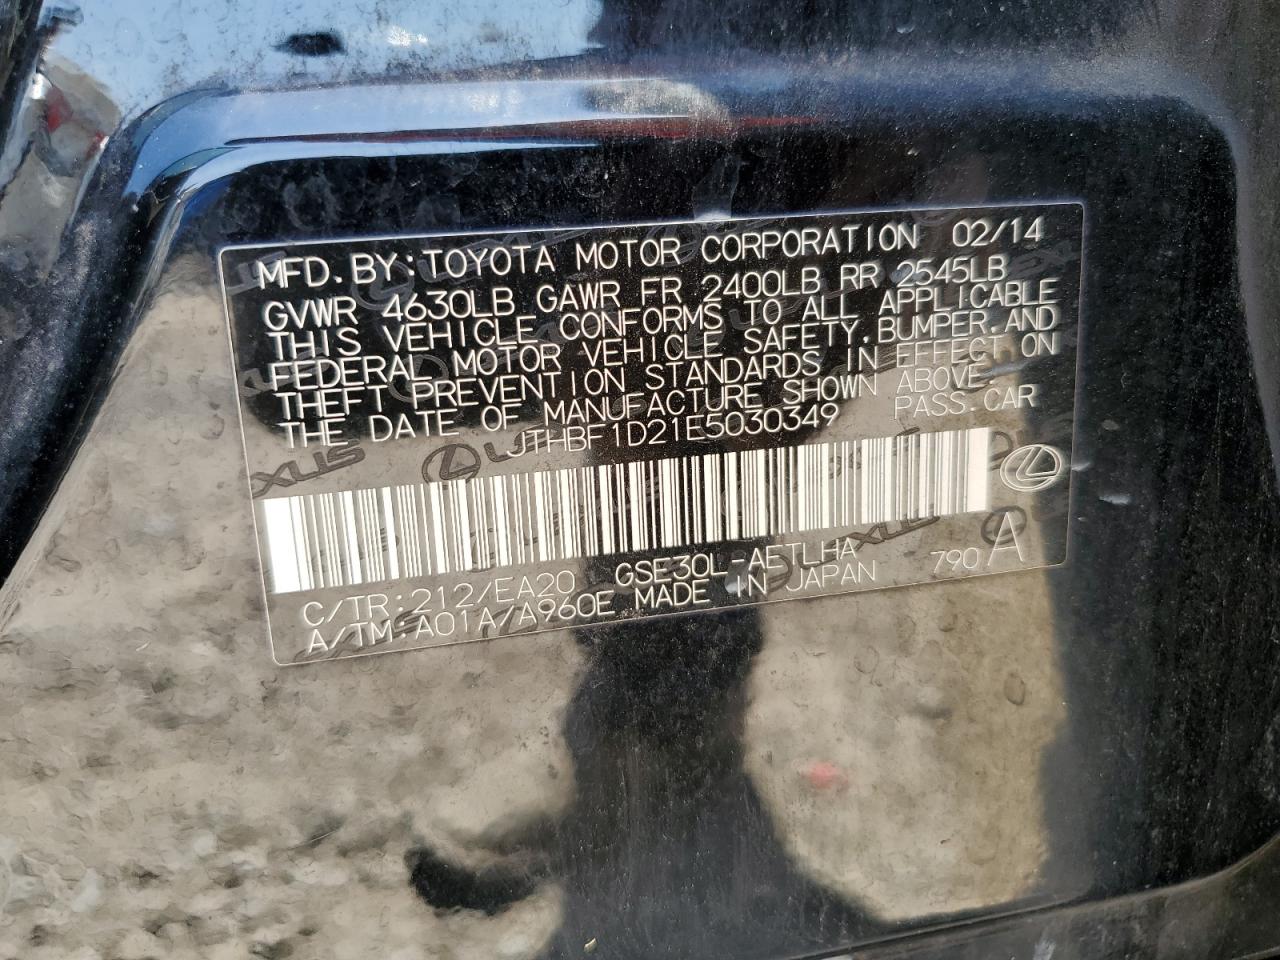 MFD. BY: TOYOTA MOTOR CORPORATION 02/14
GVWR 4630LB GAWR FR 2400LB RR 2545LB
THIS VEHICLE CONFORMS TO ALL APPLICABLE
FEDERAL MOTOR VEHICLE SAFETY, BUMPER, AND
THEFT PREVENTION STANDARDS IN EFFECT ON
THE DATE OF MANUFACTURE SHOWN ABOVE.
JTHBF1D21E5030349 PASS. CAR
C/TR: 212/EA20 GSE30L-AETLHA 790 A
A/TM: A01A/A960E MADE IN JAPAN